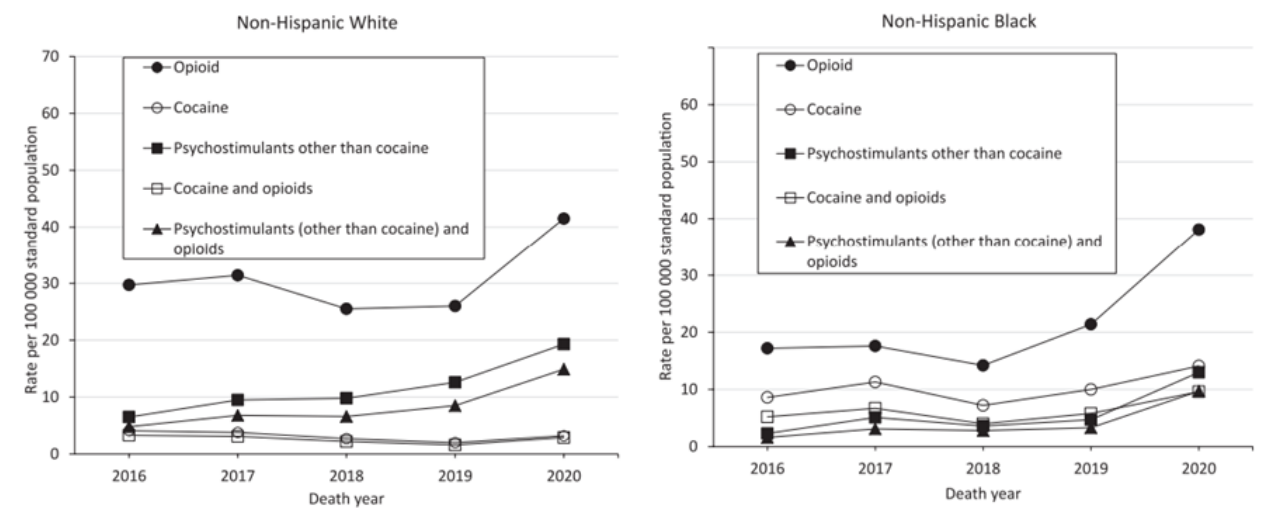 Non-Hispanic White
70
60
50
40
30
20
10
0
Rate per 100 000 standard population
Opioid
Cocaine
Psychostimulants other than cocaine
Cocaine and opioids
Psychostimulants (other than cocaine) and
opioids
2016 2017 2018 2019 2020
Death year
Non-Hispanic Black
60
50
40
30
20
10
0
Rate per 100 000 standard population
Opioid
Cocaine
Psychostimulants other than cocaine
Cocaine and opioids
Psychostimulants (other than cocaine) and
opioids
2016 2017 2018 2019 2020
Death year